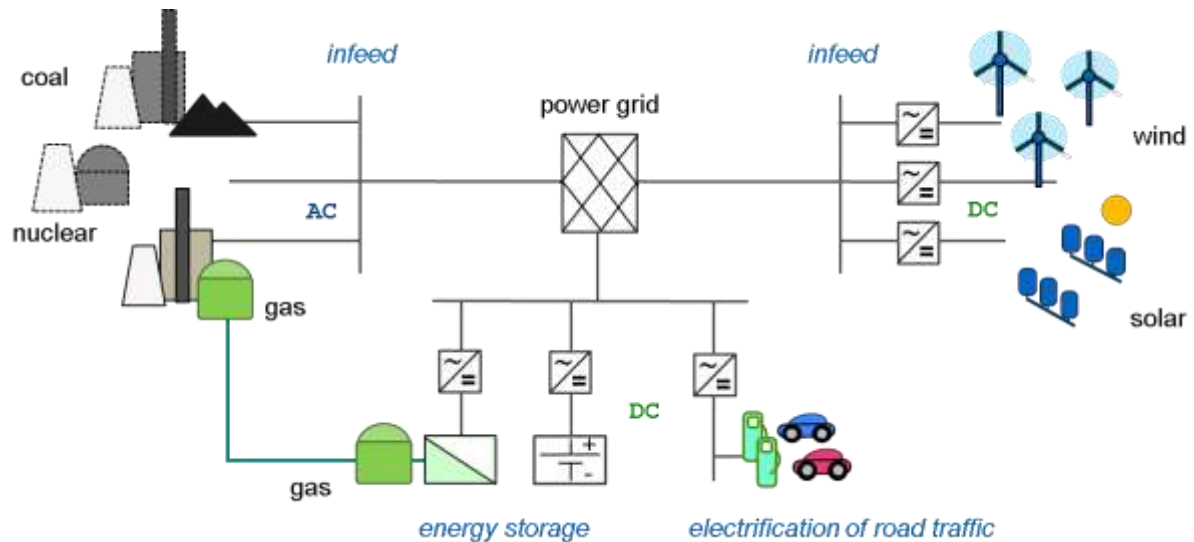 infeed
infeed
coal
power grid
wind
nuclear
AC
DC
gas
solar
DC
gas
energy storage
electrification of road traffic